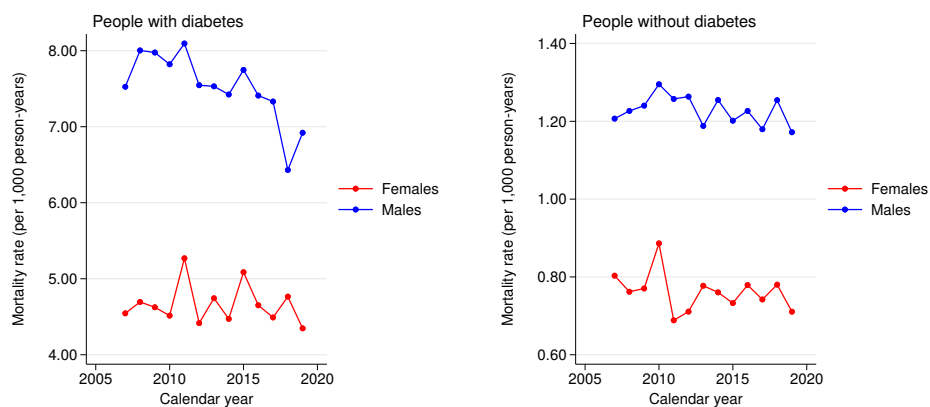 People with diabetes
Mortality rate (per 1,000 person-years)
8.00
7.00
6.00
5.00
4.00
2005 2010 2015 2020
Calendar year
Females
Males
People without diabetes
Mortality rate (per 1,000 person-years)
1.40
1.20
1.00
0.80
0.60
2005 2010 2015 2020
Calendar year
Females
Males